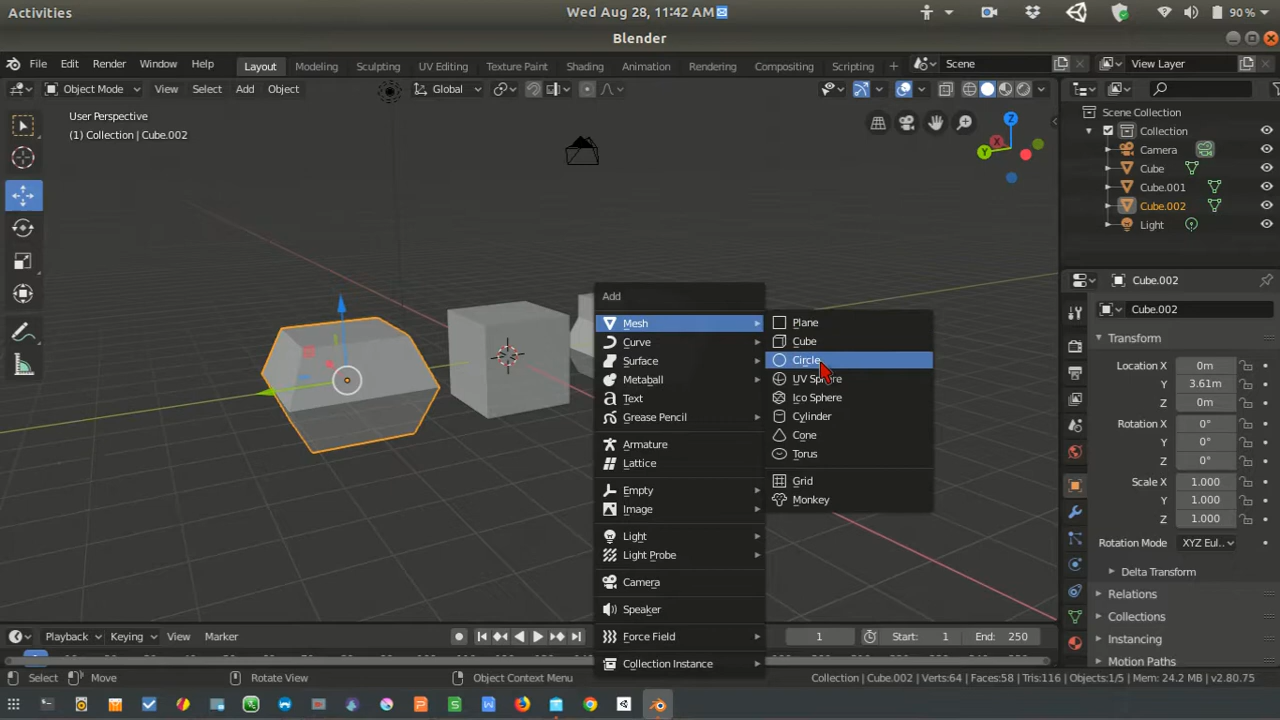 Activities
Wed Aug 28, 11:42 AM
90 %
Blender
File Edit Render Window Help
Layout Modeling Sculpting UV Editing Texture Paint Shading Animation Rendering Compositing Scripting +
Scene
View Layer
Object Mode View Select Add Object
Global
User Perspective
(1) Collection | Cube.002
Z
X
Y
Scene Collection
Collection
Camera
Cube
Cube.001
Cube.002
Light
Add
Mesh
Curve
Surface
Metaball
Text
Grease Pencil
Armature
Lattice
Empty
Image
Light
Light Probe
Camera
Speaker
Force Field
Collection Instance
Plane
Cube
Circle
UV Sphere
Ico Sphere
Cylinder
Cone
Torus
Grid
Monkey
Cube.002
Cube.002
Transform
Location X 0m
Y 3.61m
Z 0m
Rotation X 0°
Y 0°
Z 0°
Scale X 1.000
Y 1.000
Z 1.000
Rotation Mode XYZ Eul..
Delta Transform
Relations
Collections
Instancing
Motion Paths
Playback Keying View Marker
1
Start: 1
End: 250
Select
Move
Rotate View
Object Context Menu
Collection | Cube.002 | Verts:64 | Faces:58 | Tris:116 | Objects:1/5 | Mem: 24.2 MB | v2.80.75